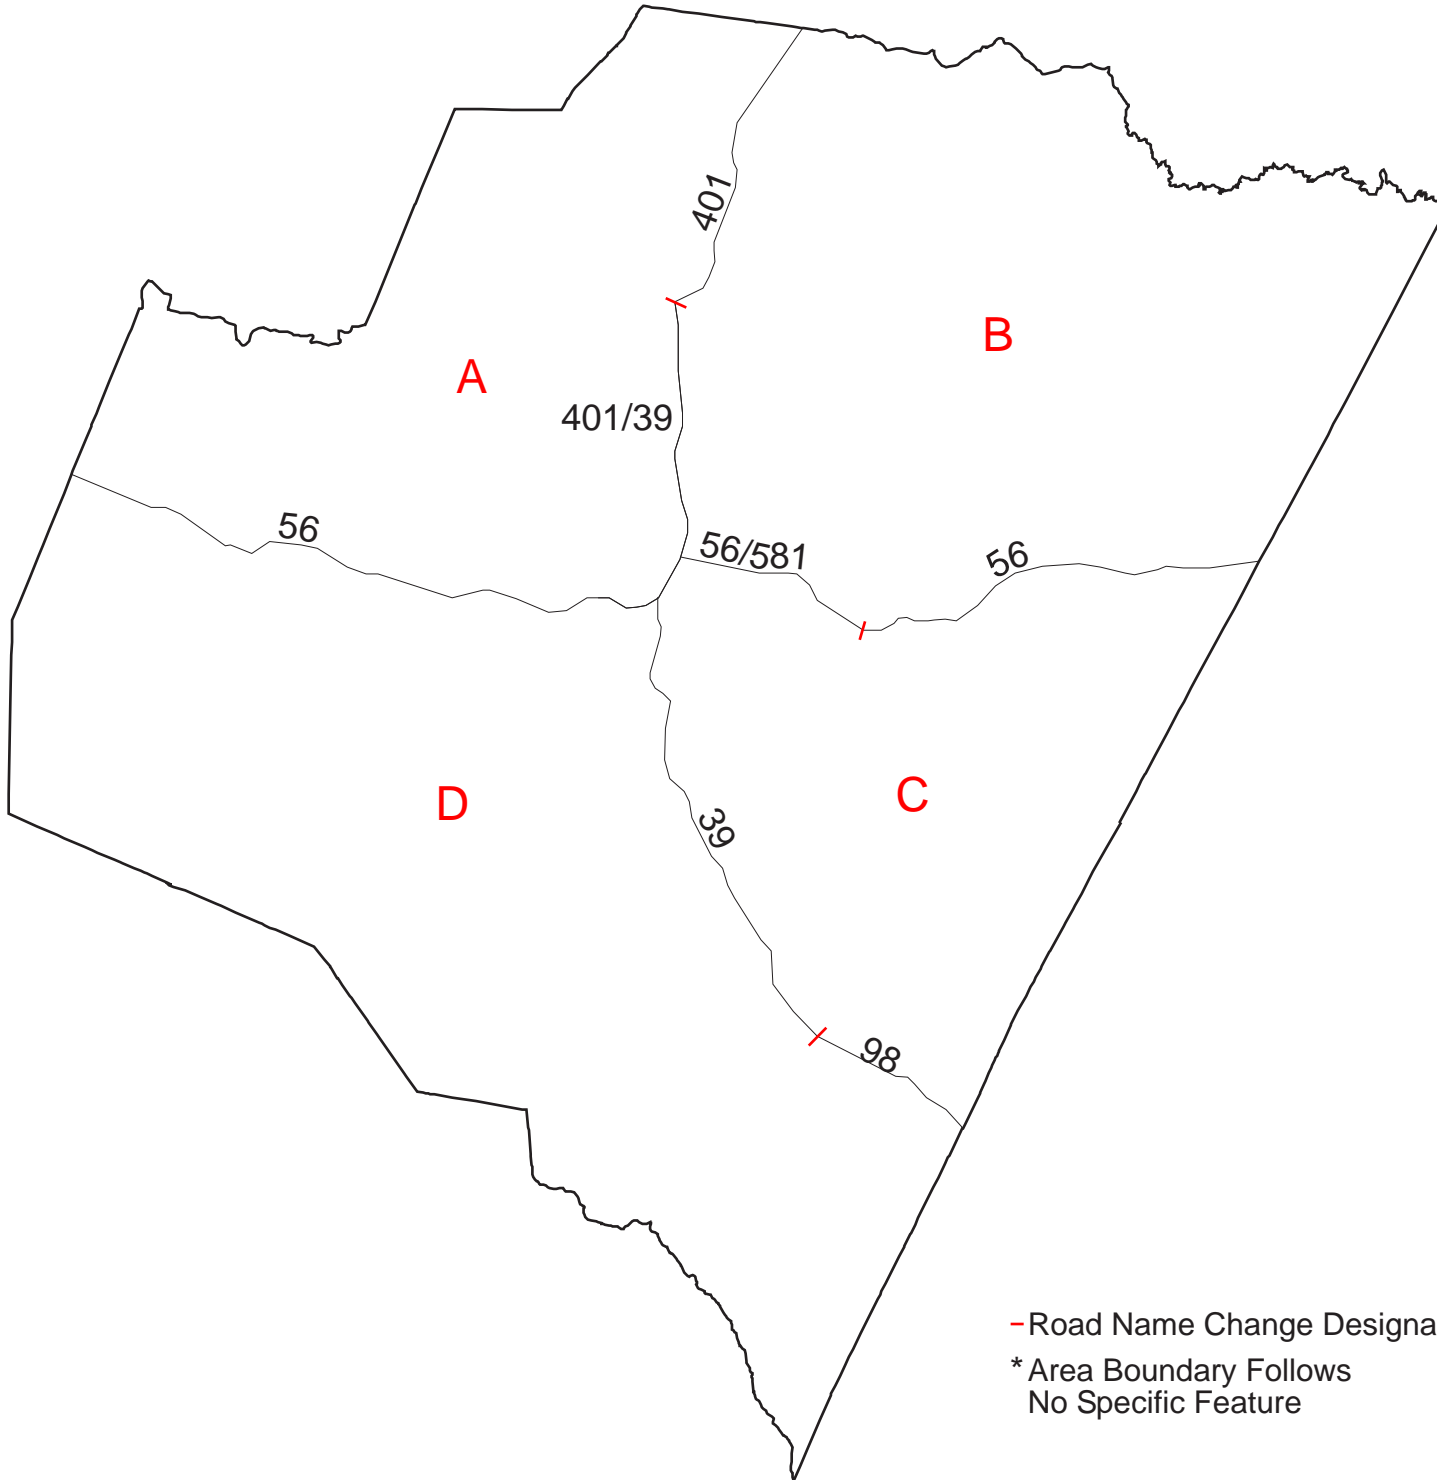 401
B
A
401/39
56
56/581
56
D
C
39
98
Road Name Change Designa
* Area Boundary Follows
No Specific Feature